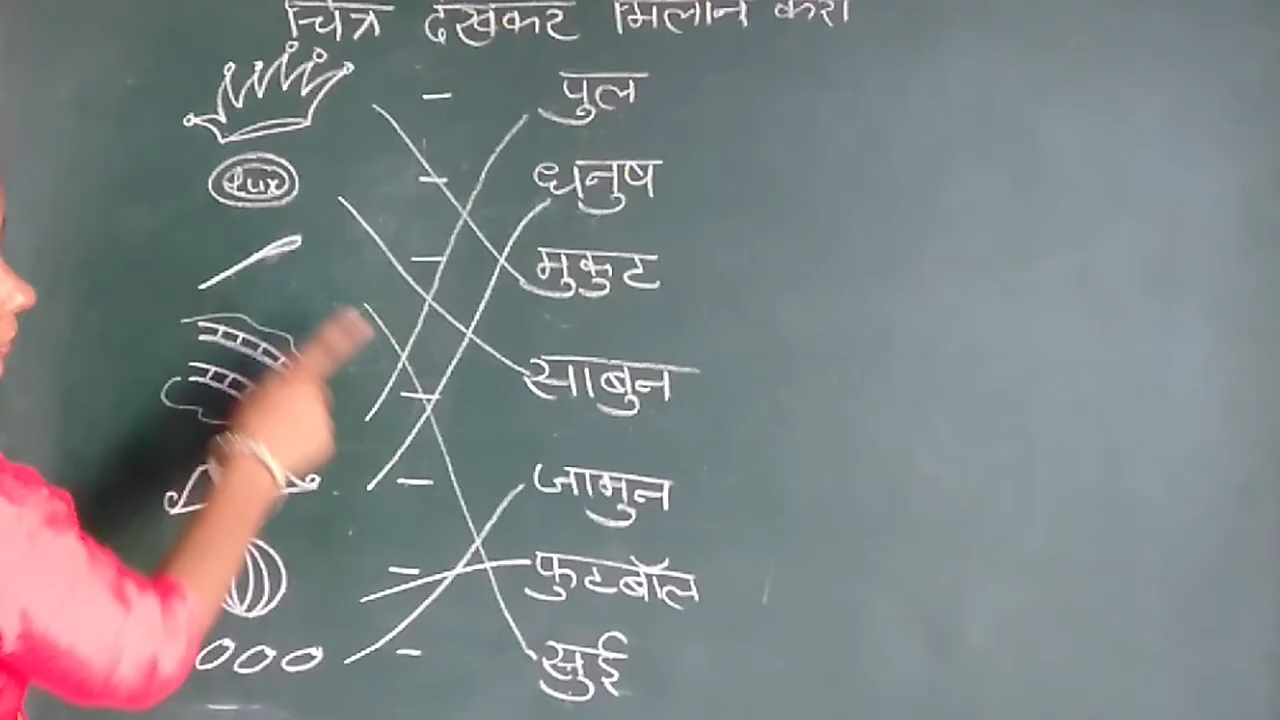 चित्र देखकर मिलान करो
पुल
Lux
धनुष
मुकुट
साबुन
जामुन
फुटबॉल
सुई